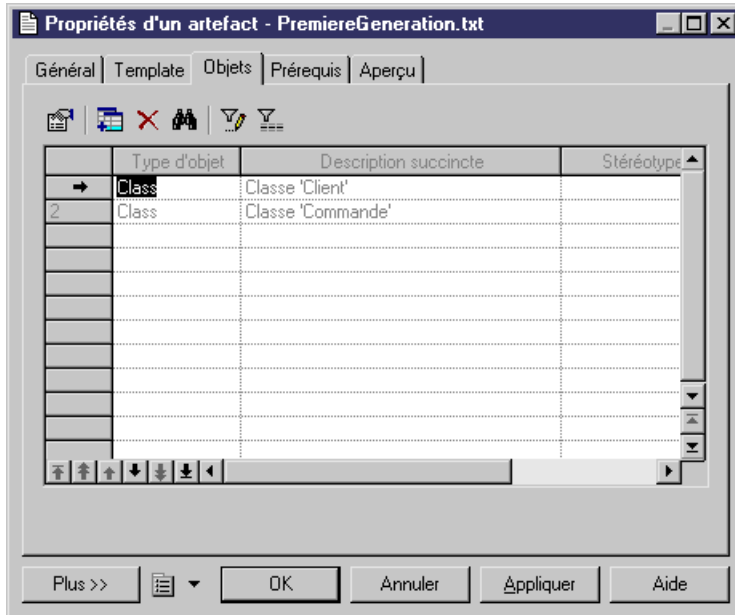 Propriétés d'un artefact - PremiereGeneration.txt
Général Template Objets Prérequis Aperçu
Type d'objet Description succincte Stéréotype
Class Classe 'Client'
2 Class Classe 'Commande'
Plus >> OK Annuler Appliquer Aide